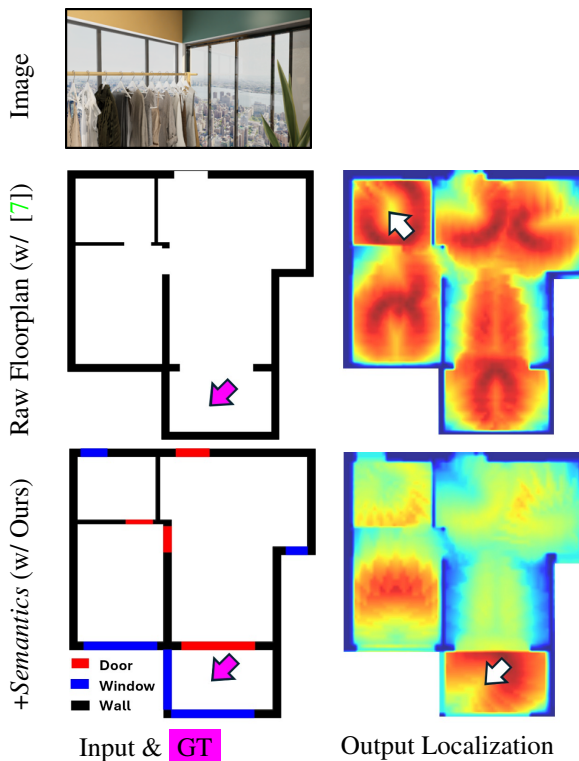 Image
Raw Floorplan (w/ [7])
+Semantics (w/ Ours)
Door
Window
Wall
Input & GT
Output Localization